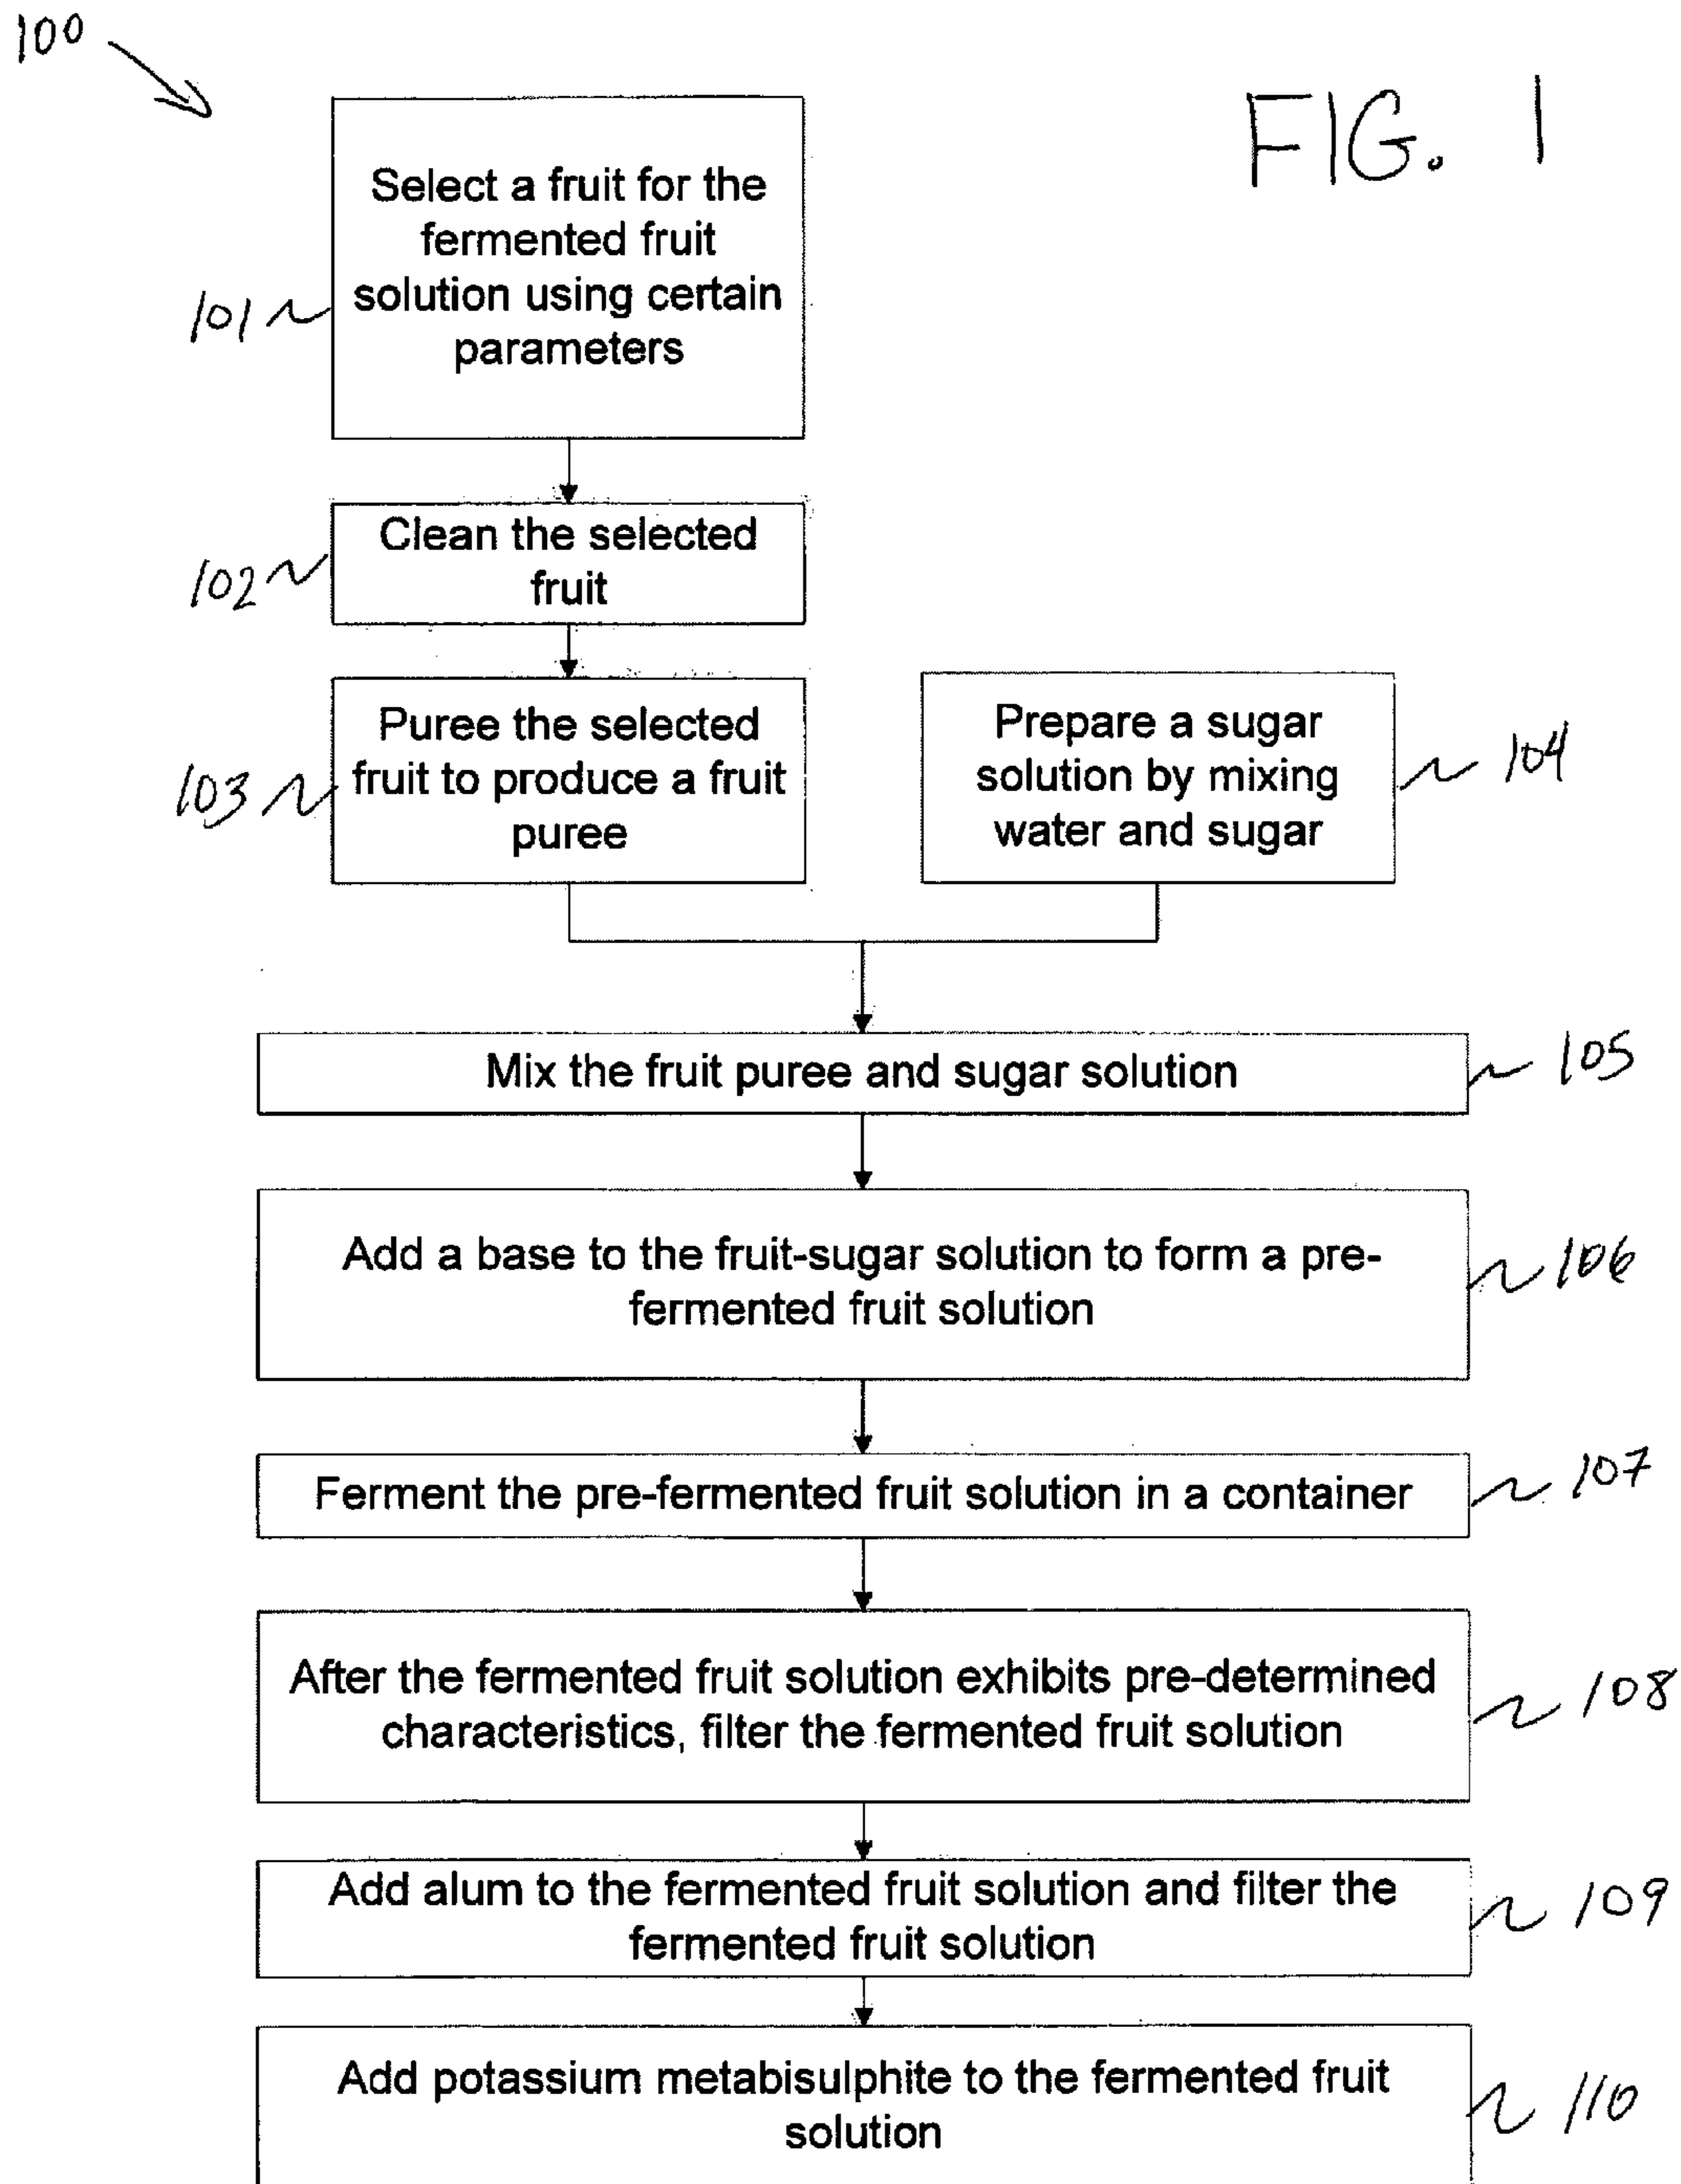 100
FIG. 1
Select a fruit for the
fermented fruit
solution using certain
parameters
101
Clean the selected
fruit
102
Puree the selected
fruit to produce a fruit
puree
103
Prepare a sugar
solution by mixing
water and sugar
104
Mix the fruit puree and sugar solution
105
Add a base to the fruit-sugar solution to form a pre-
fermented fruit solution
106
Ferment the pre-fermented fruit solution in a container
107
After the fermented fruit solution exhibits pre-determined
characteristics, filter the fermented fruit solution
108
Add alum to the fermented fruit solution and filter the
fermented fruit solution
109
Add potassium metabisulphite to the fermented fruit
solution
110